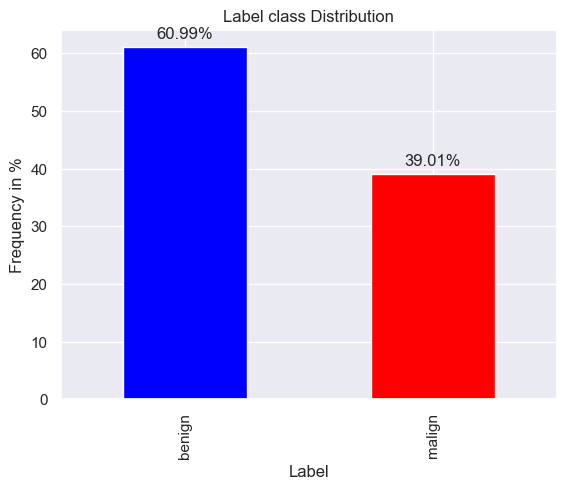 Label class Distribution
60.99%
39.01%
Frequency in %
60
50
40
30
20
10
0
benign
malign
Label